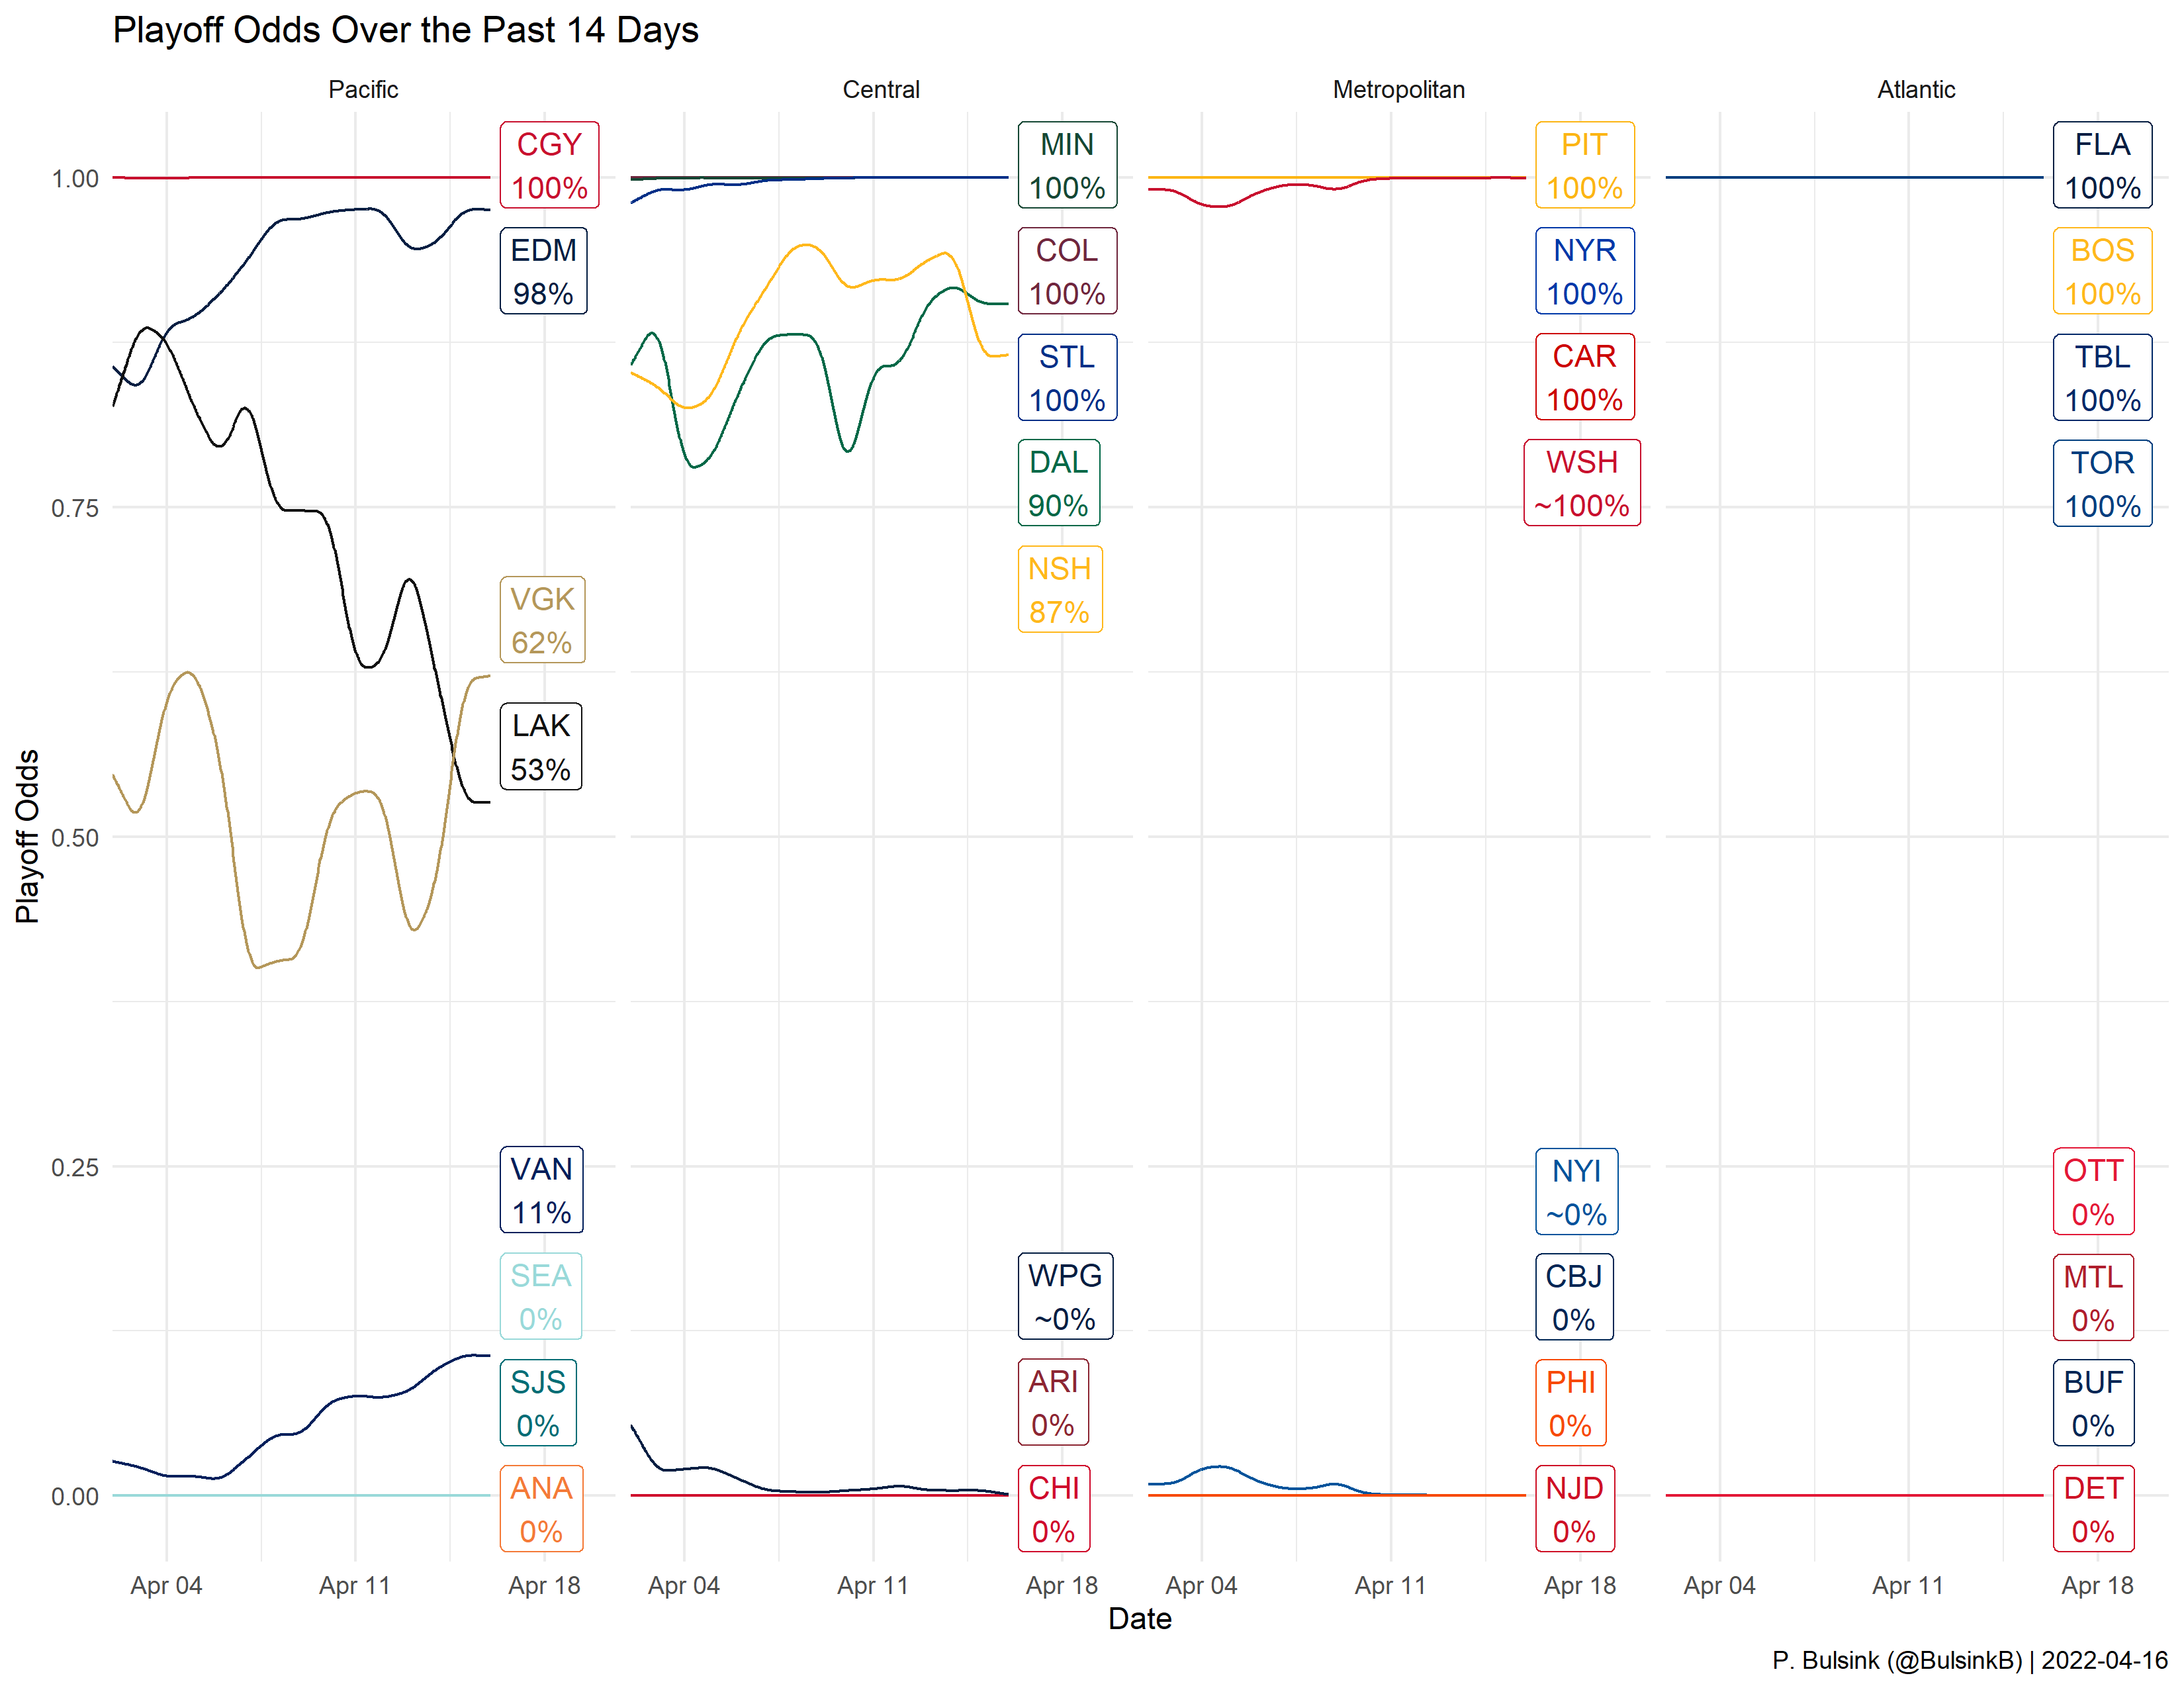 Playoff Odds Over the Past 14 Days
Pacific
Central
Metropolitan
Atlantic
Playoff Odds
1.00
0.75
0.50
0.25
0.00
CGY
100%
EDM
98%
VGK
62%
LAK
53%
VAN
11%
SEA
0%
SJS
0%
ANA
0%
MIN
100%
COL
100%
STL
100%
DAL
90%
NSH
87%
WPG
~0%
ARI
0%
CHI
0%
PIT
100%
NYR
100%
CAR
100%
WSH
~100%
NYI
~0%
CBJ
0%
PHI
0%
NJD
0%
FLA
100%
BOS
100%
TBL
100%
TOR
100%
OTT
0%
MTL
0%
BUF
0%
DET
0%
Apr 04 Apr 11 Apr 18
Apr 04 Apr 11 Apr 18
Apr 04 Apr 11 Apr 18
Apr 04 Apr 11 Apr 18
Date
P. Bulsink (@BulsinkB) | 2022-04-16